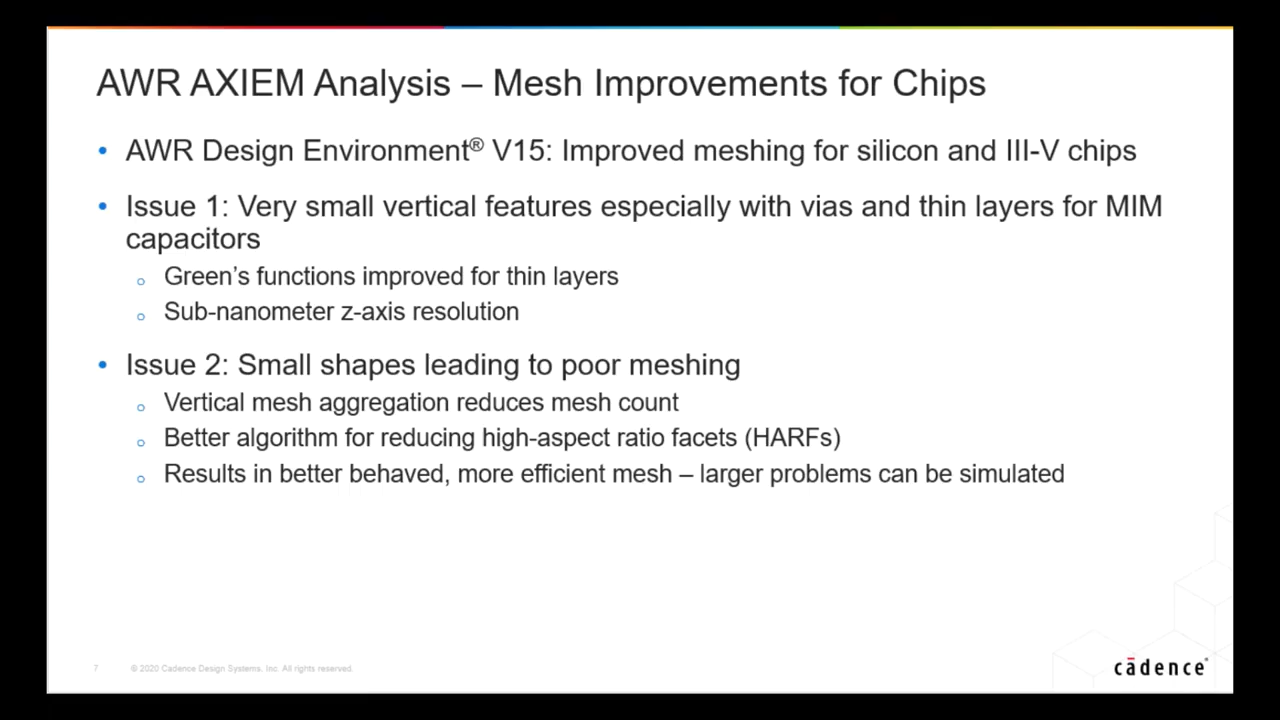 AWR AXIEM Analysis – Mesh Improvements for Chips
• AWR Design Environment® V15: Improved meshing for silicon and III-V chips
• Issue 1: Very small vertical features especially with vias and thin layers for MIM
capacitors
○ Green’s functions improved for thin layers
○ Sub-nanometer z-axis resolution
• Issue 2: Small shapes leading to poor meshing
○ Vertical mesh aggregation reduces mesh count
○ Better algorithm for reducing high-aspect ratio facets (HARFs)
○ Results in better behaved, more efficient mesh – larger problems can be simulated
7 © 2020 Cadence Design Systems, Inc. All rights reserved.
cādence®